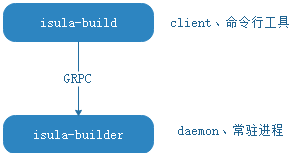 isula-build client、命令行工具
GRPC
isula-builder daemon、常驻进程